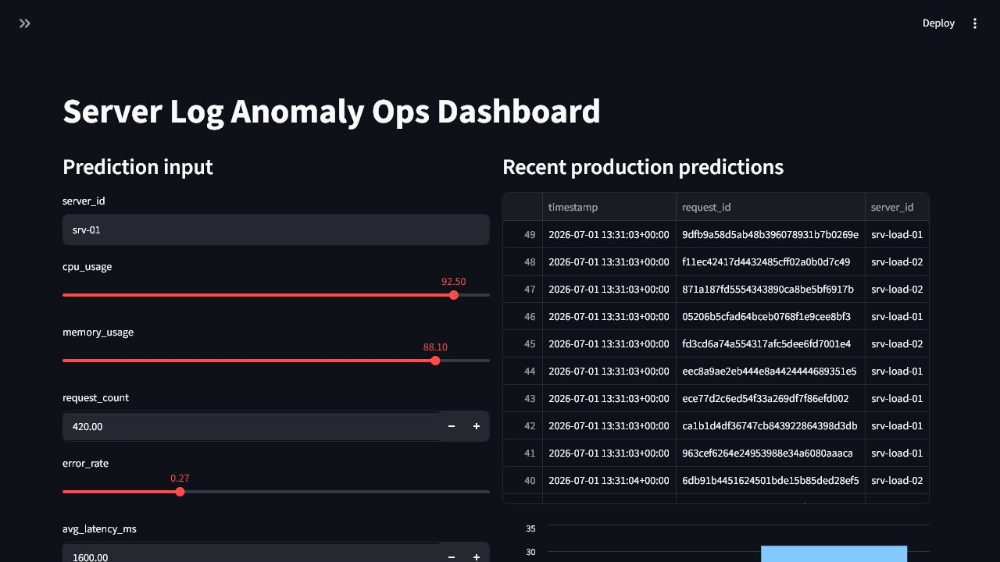 Deploy
Server Log Anomaly Ops Dashboard
Prediction input
server_id
srv-01
cpu_usage
92.50
memory_usage
88.10
request_count
420.00
error_rate
0.27
avg_latency_ms
1600.00
Recent production predictions
timestamp request_id server_id
49 2026-07-01 13:31:03+00:00 9dfb9a58d5ab48b396078931b7b0269e srv-load-01
48 2026-07-01 13:31:03+00:00 f11ec42417d4432485cff02a0b0d7c49 srv-load-02
47 2026-07-01 13:31:03+00:00 871a187fd5554343890ca8be5bf6917b srv-load-02
46 2026-07-01 13:31:03+00:00 05206b5cfad64bceb0768f1e9cee8bf3 srv-load-01
45 2026-07-01 13:31:03+00:00 fd3cd6a74a554317afc5dee6fd7001e4 srv-load-02
44 2026-07-01 13:31:03+00:00 eec8a9ae2eb444e8a4424444689351e5 srv-load-01
43 2026-07-01 13:31:03+00:00 ece77d2c6ed54f33a269df7f86efd002 srv-load-01
42 2026-07-01 13:31:03+00:00 ca1b1d4df36747cb843922864398d3db srv-load-01
41 2026-07-01 13:31:03+00:00 963cef6264e24953988e34a6080aaaca srv-load-01
40 2026-07-01 13:31:04+00:00 6db91b4451624501bde15b85ded28ef5 srv-load-02
35
30